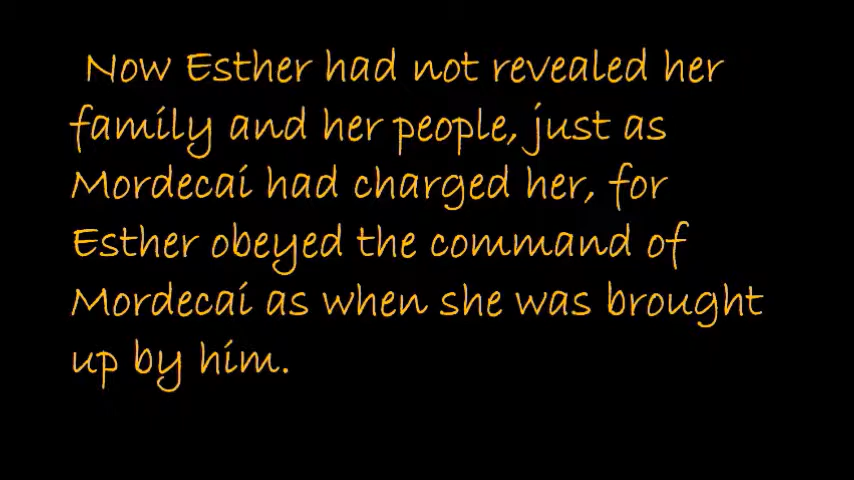 Now Esther had not revealed her
family and her people, just as
Mordecai had charged her, for
Esther obeyed the command of
Mordecai as when she was brought
up by him.